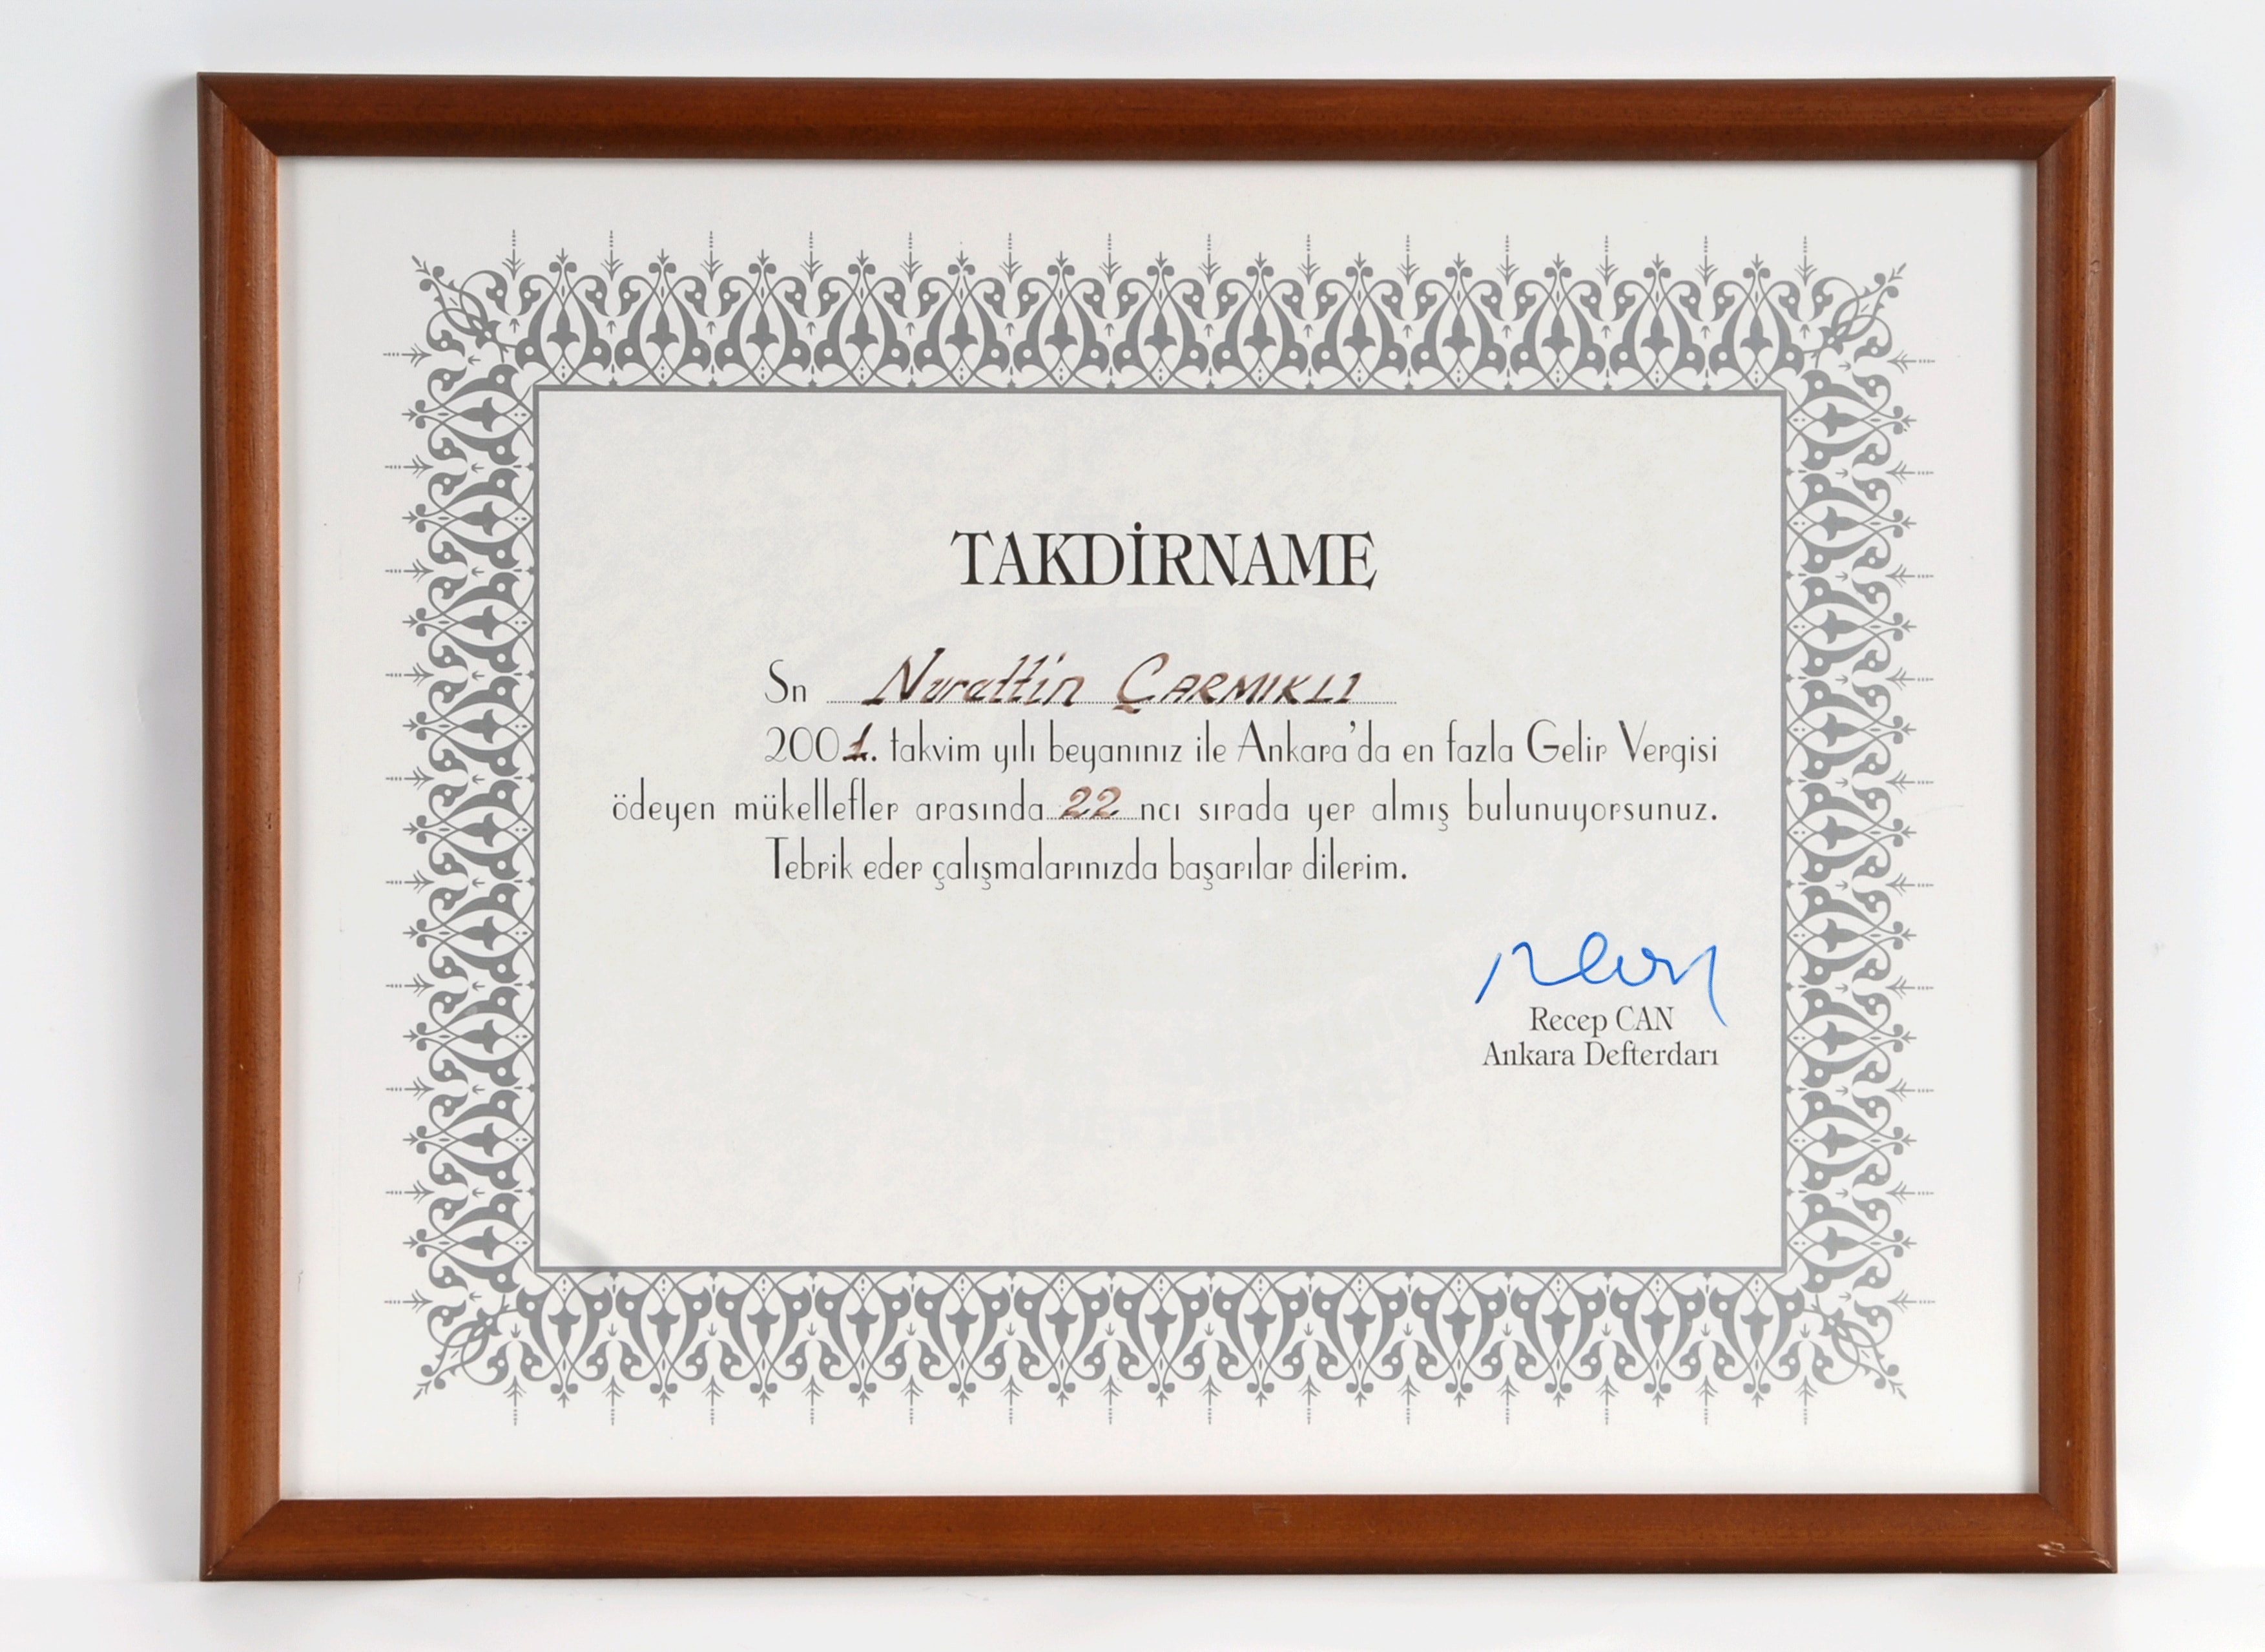 TAKDİRNAME
Sn Nurettin ÇARMIKLI
2001. takvim yılı beyanınız ile Ankara'da en fazla Gelir Vergisi
ödeyen mükellefler arasında 22 ncı sırada yer almış bulunuyorsunuz.
Tebrik eder çalışmalarınızda başarılar dilerim.
Recep CAN
Ankara Defterdarı